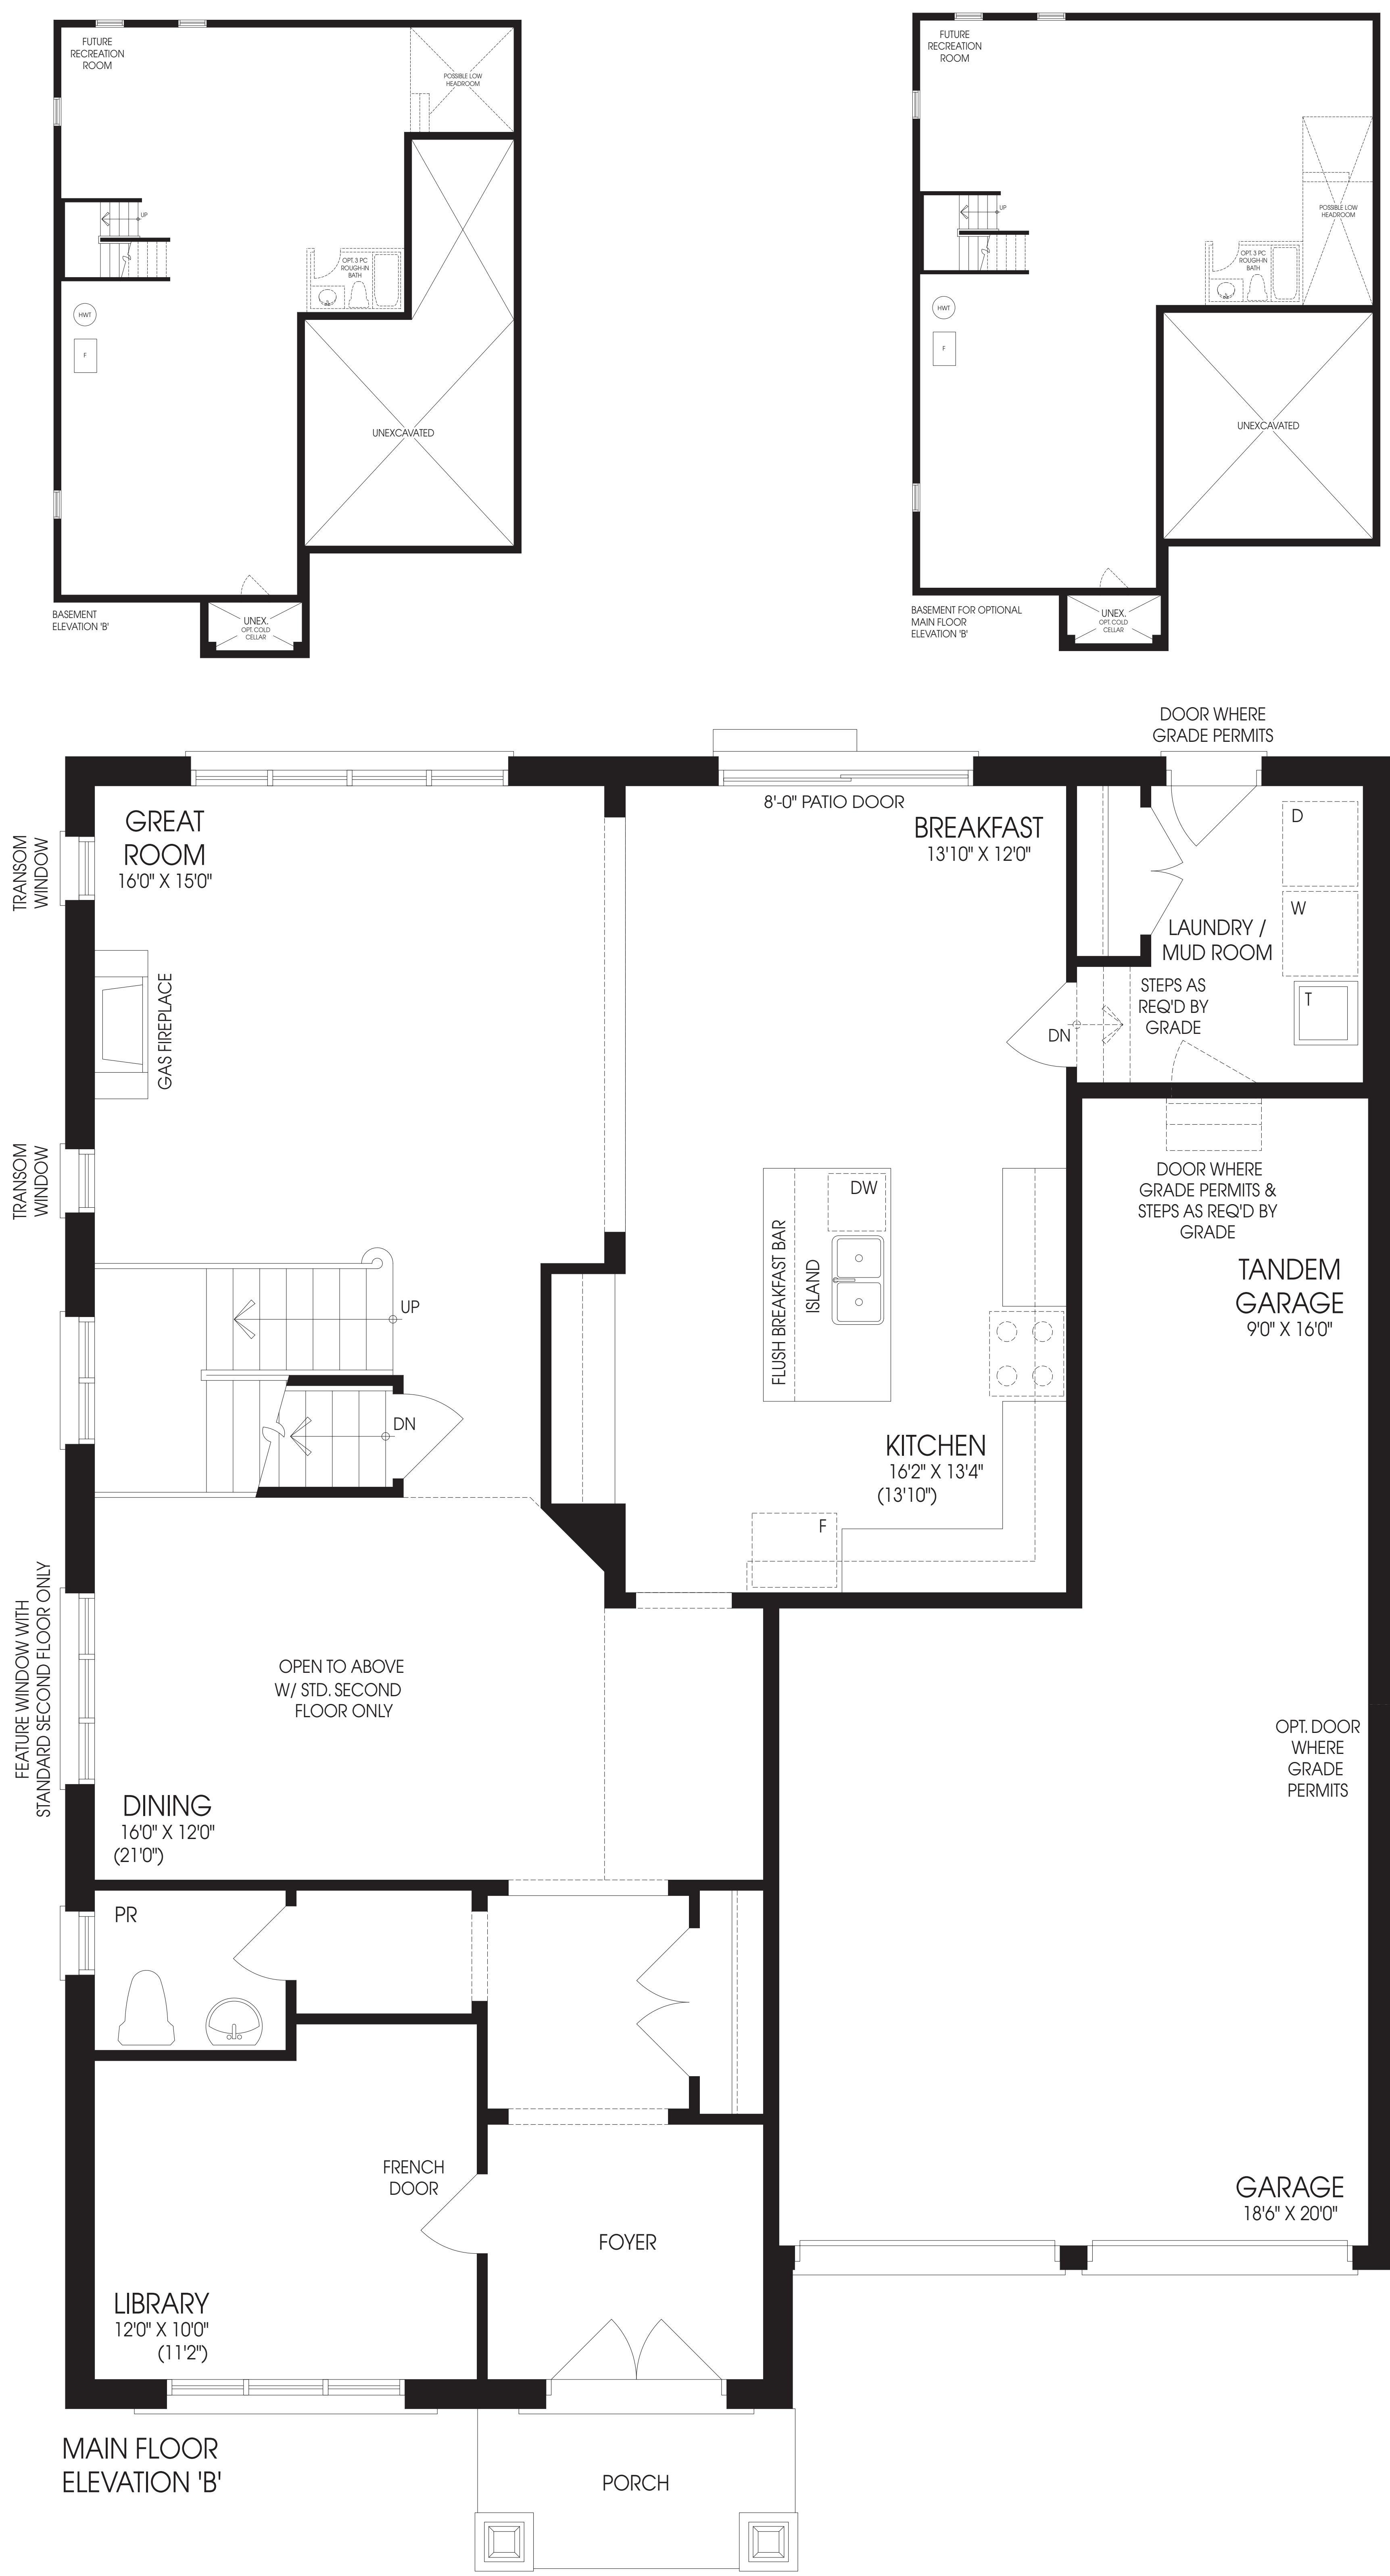 FUTURE
RECREATION
ROOM
POSSIBLE LOW
HEADROOM
UP
OPT. 3 PC
ROUGH-IN
BATH
HWT
F
UNEXCAVATED
UNEX.
OPT. COLD
CELLAR
BASEMENT
ELEVATION 'B'
FUTURE
RECREATION
ROOM
POSSIBLE LOW
HEADROOM
UP
OPT. 3 PC
ROUGH-IN
BATH
HWT
F
UNEXCAVATED
UNEX.
OPT. COLD
CELLAR
BASEMENT FOR OPTIONAL
MAIN FLOOR
ELEVATION 'B'
DOOR WHERE
GRADE PERMITS
8'-0" PATIO DOOR
GREAT
ROOM
16'0" X 15'0"
TRANSOM
WINDOW
BREAKFAST
13'10" X 12'0"
D
W
LAUNDRY /
MUD ROOM
T
STEPS AS
REQ'D BY
GRADE
DN
GAS FIREPLACE
TRANSOM
WINDOW
DOOR WHERE
GRADE PERMITS &
STEPS AS REQ'D BY
GRADE
DW
FLUSH BREAKFAST BAR
ISLAND
TANDEM
GARAGE
9'0" X 16'0"
UP
DN
KITCHEN
16'2" X 13'4"
(13'10")
F
FEATURE WINDOW WITH
STANDARD SECOND FLOOR ONLY
OPEN TO ABOVE
W/ STD. SECOND
FLOOR ONLY
OPT. DOOR
WHERE
GRADE
PERMITS
DINING
16'0" X 12'0"
(21'0")
PR
FRENCH
DOOR
FOYER
GARAGE
18'6" X 20'0"
LIBRARY
12'0" X 10'0"
(11'2")
MAIN FLOOR
ELEVATION 'B'
PORCH